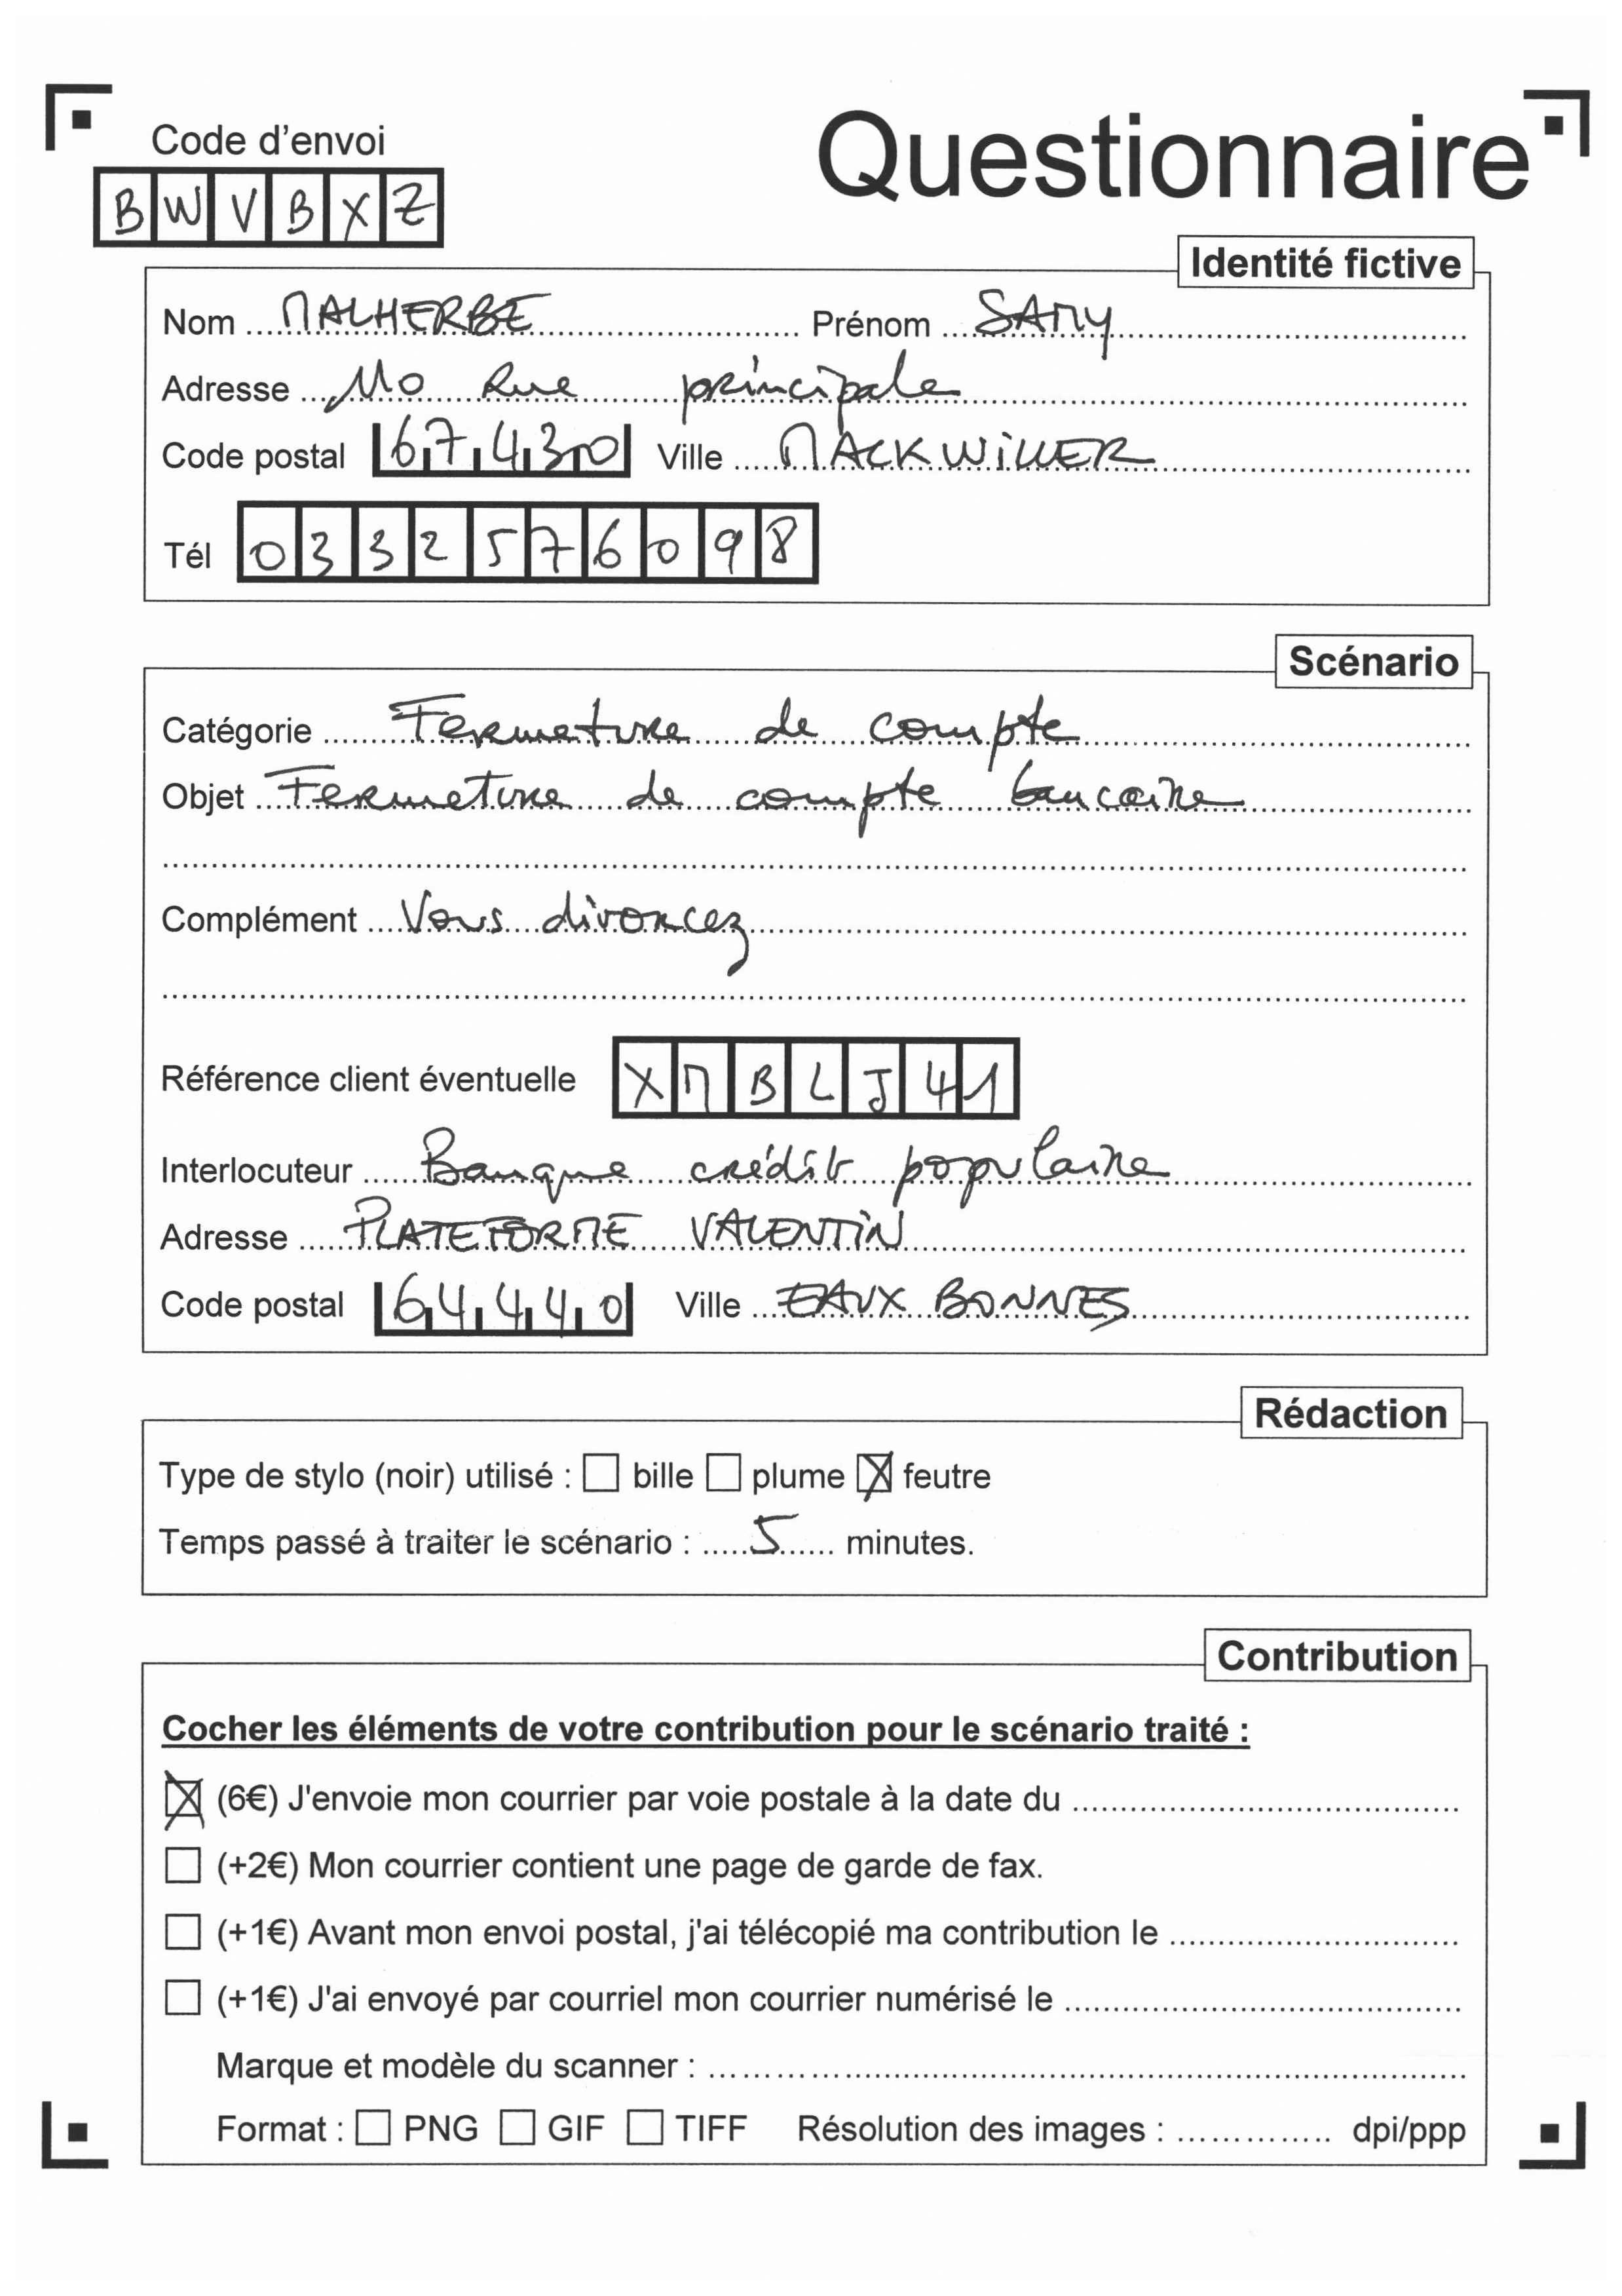 Code d'envoi
Questionnaire
BWVBXZ
Identité fictive
Nom MALHERBE Prénom SAMY
Adresse 110 Rue principale
Code postal 67430 Ville MACKWILLER
Tél 0332576098
Scénario
Catégorie Fermeture de compte
Objet Fermeture de compte bancaire
Complément Vous divorcez
Référence client éventuelle XMBLJ41
Interlocuteur Banque crédit populaire
Adresse PLATEFORME VALENTIN
Code postal 64440 Ville EAUX BONNES
Rédaction
Type de stylo (noir) utilisé : bille plume feutre
Temps passé à traiter le scénario : 5 minutes.
Contribution
Cocher les éléments de votre contribution pour le scénario traité :
(6€) J'envoie mon courrier par voie postale à la date du
(+2€) Mon courrier contient une page de garde de fax.
(+1€) Avant mon envoi postal, j'ai télécopié ma contribution le
(+1€) J'ai envoyé par courriel mon courrier numérisé le
Marque et modèle du scanner :
Format : PNG GIF TIFF Résolution des images : dpi/ppp